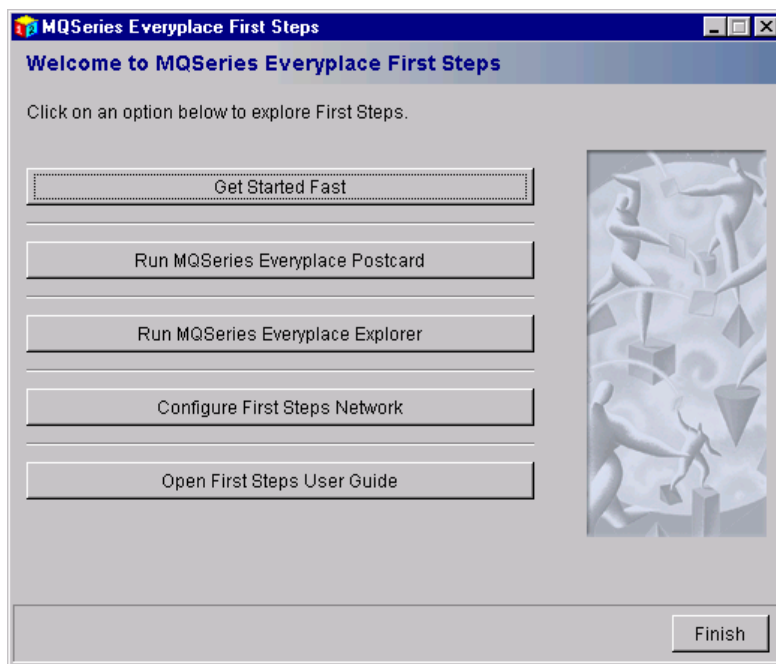 MQSeries Everyplace First Steps
Welcome to MQSeries Everyplace First Steps
Click on an option below to explore First Steps.
Get Started Fast
Run MQSeries Everyplace Postcard
Run MQSeries Everyplace Explorer
Configure First Steps Network
Open First Steps User Guide
Finish